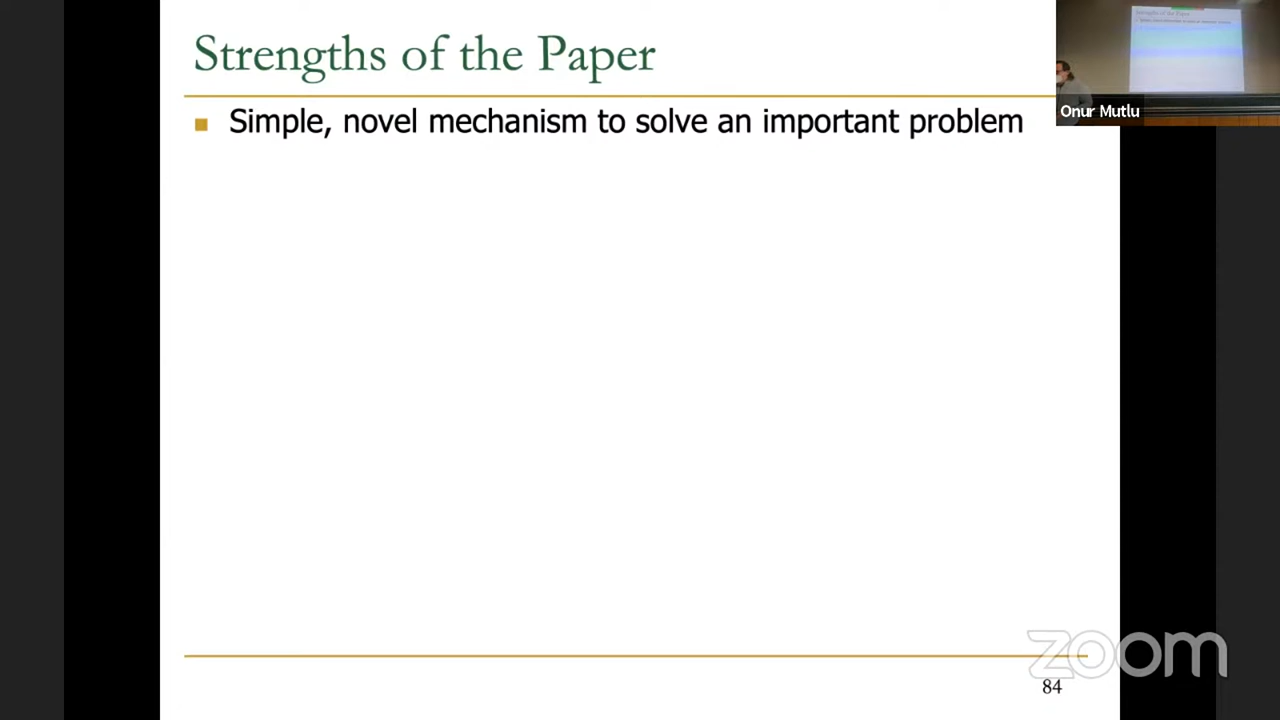 Strengths of the Paper
Simple, novel mechanism to solve an important problem
Onur Mutlu
zoom
84